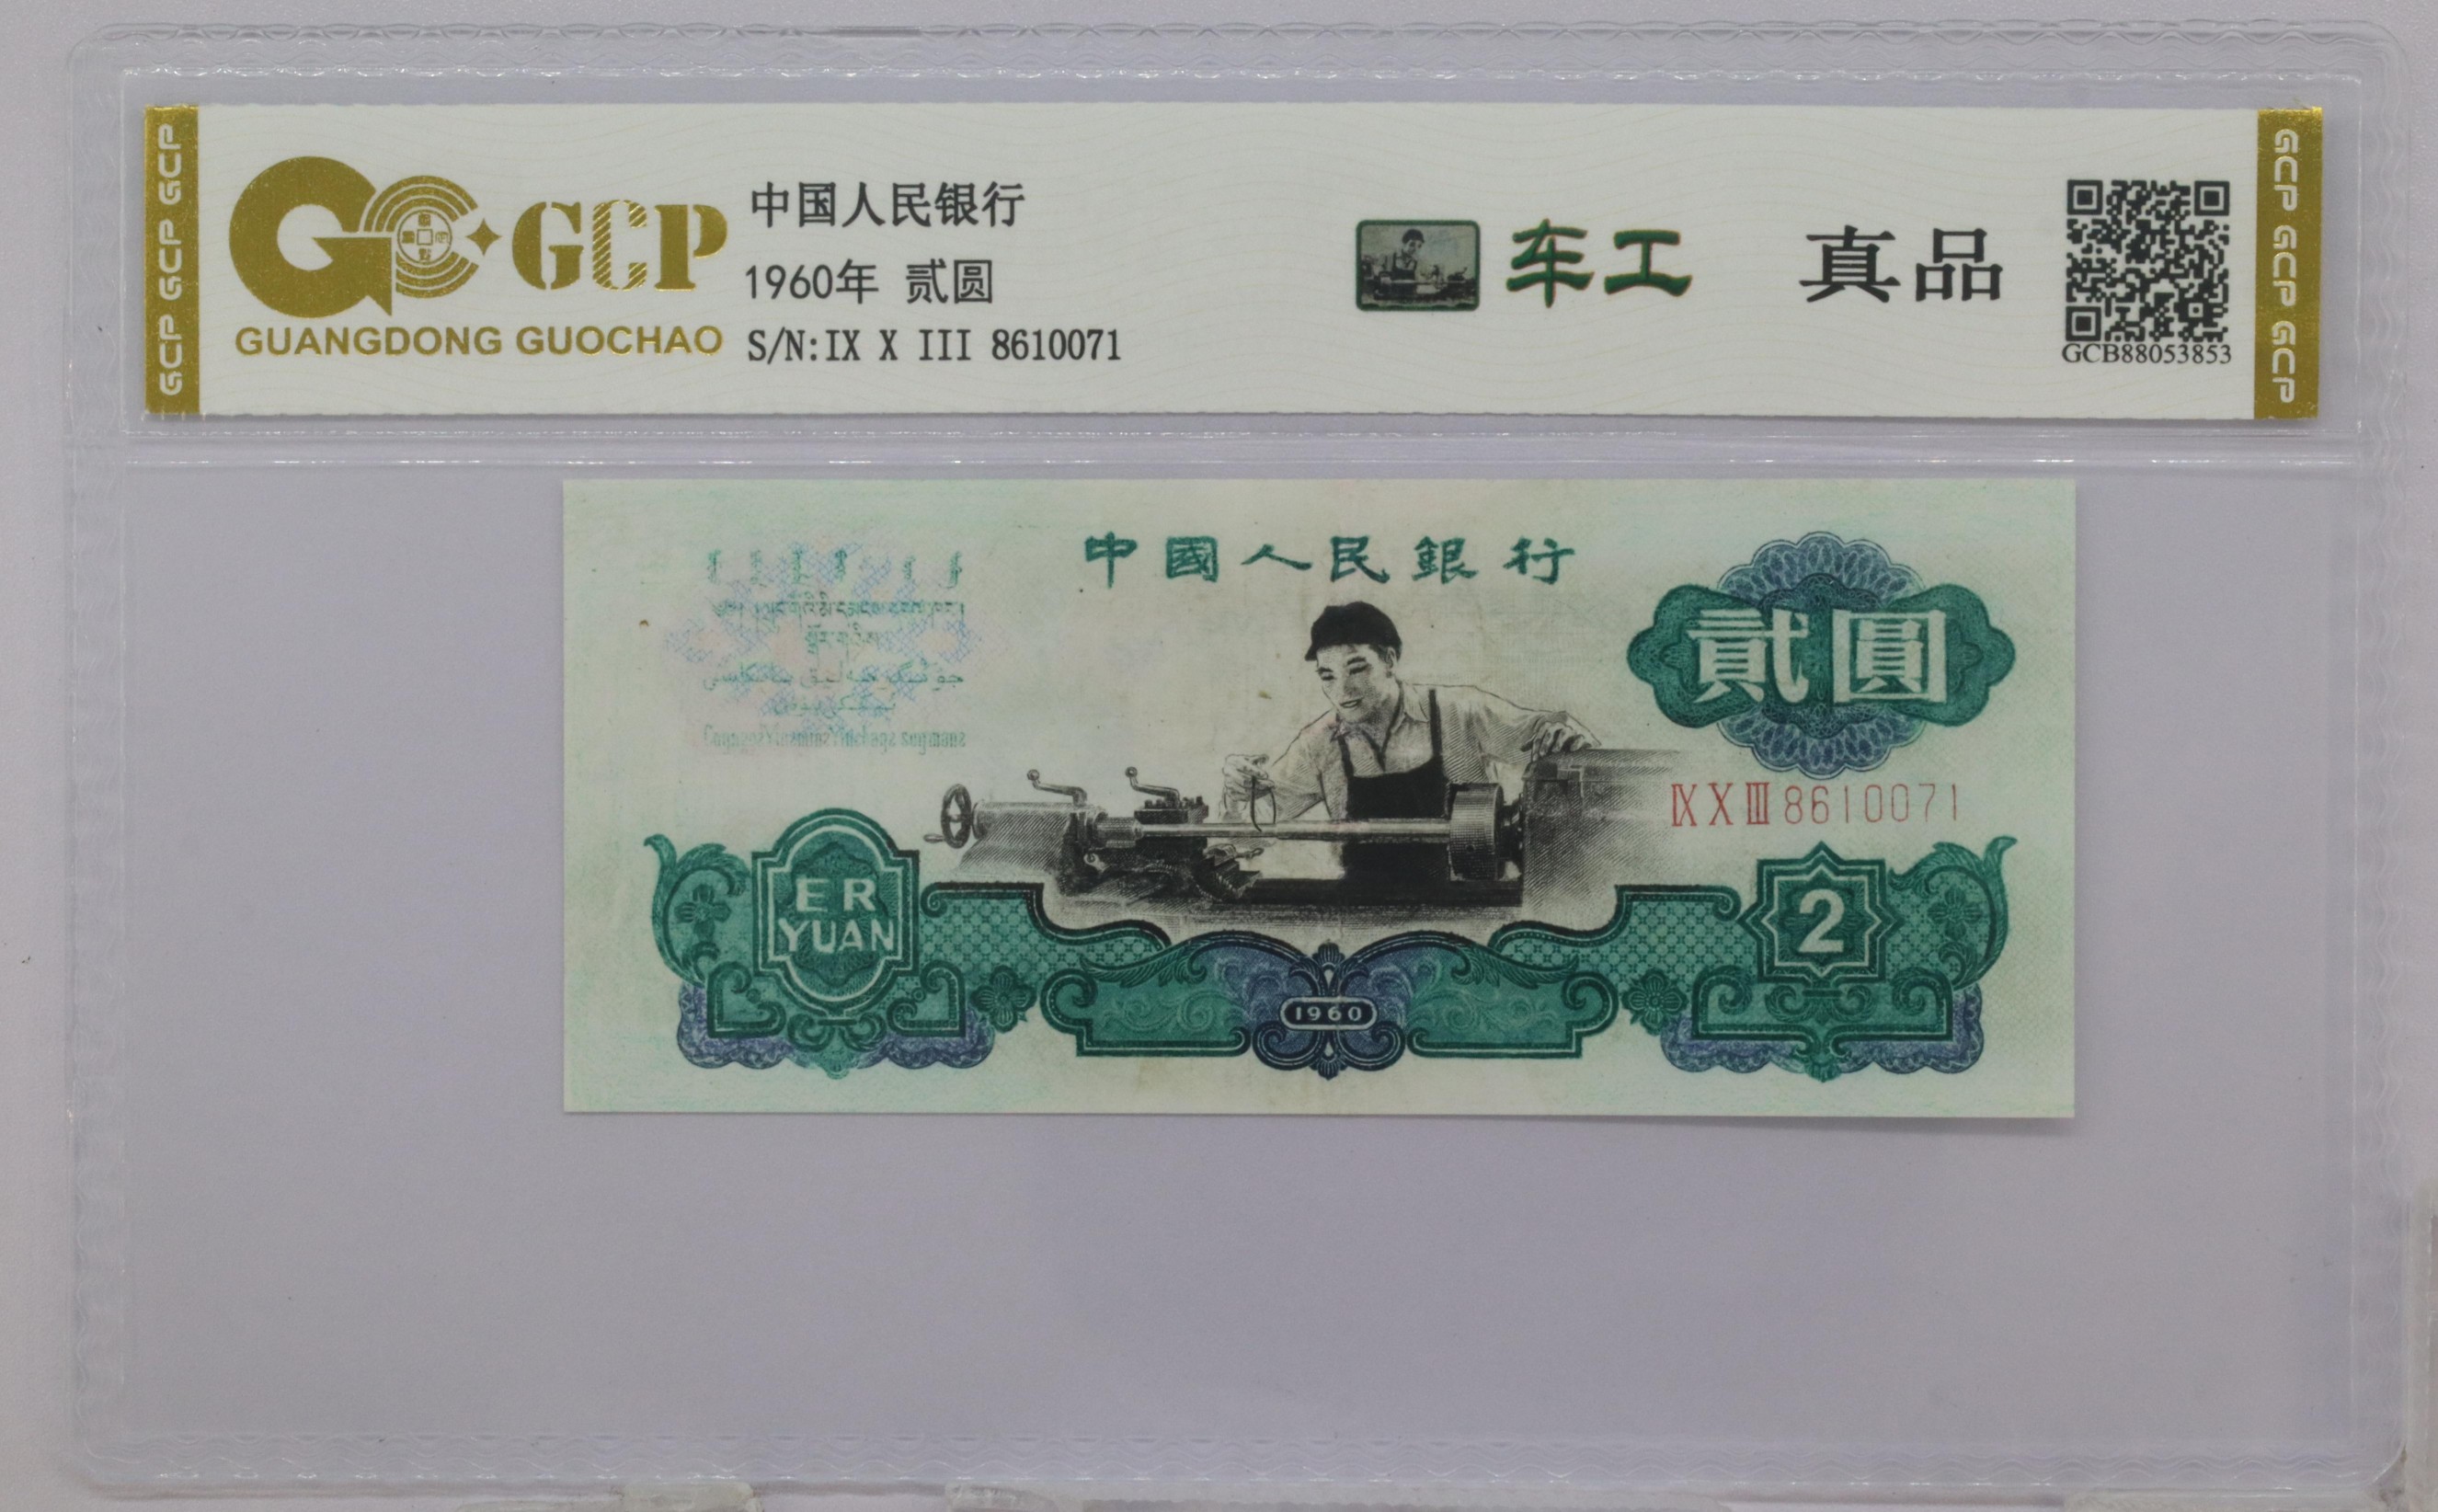 GCP GCP GCP
GCP
GUANGDONG GUOCHAO
中国人民银行
1960年 贰圆
S/N:IX X III 8610071
车工
真品
GCB88053853
GCP GCP GCP
中國人民銀行
貳圓
IX X III 8610071
ER
YUAN
2
1960